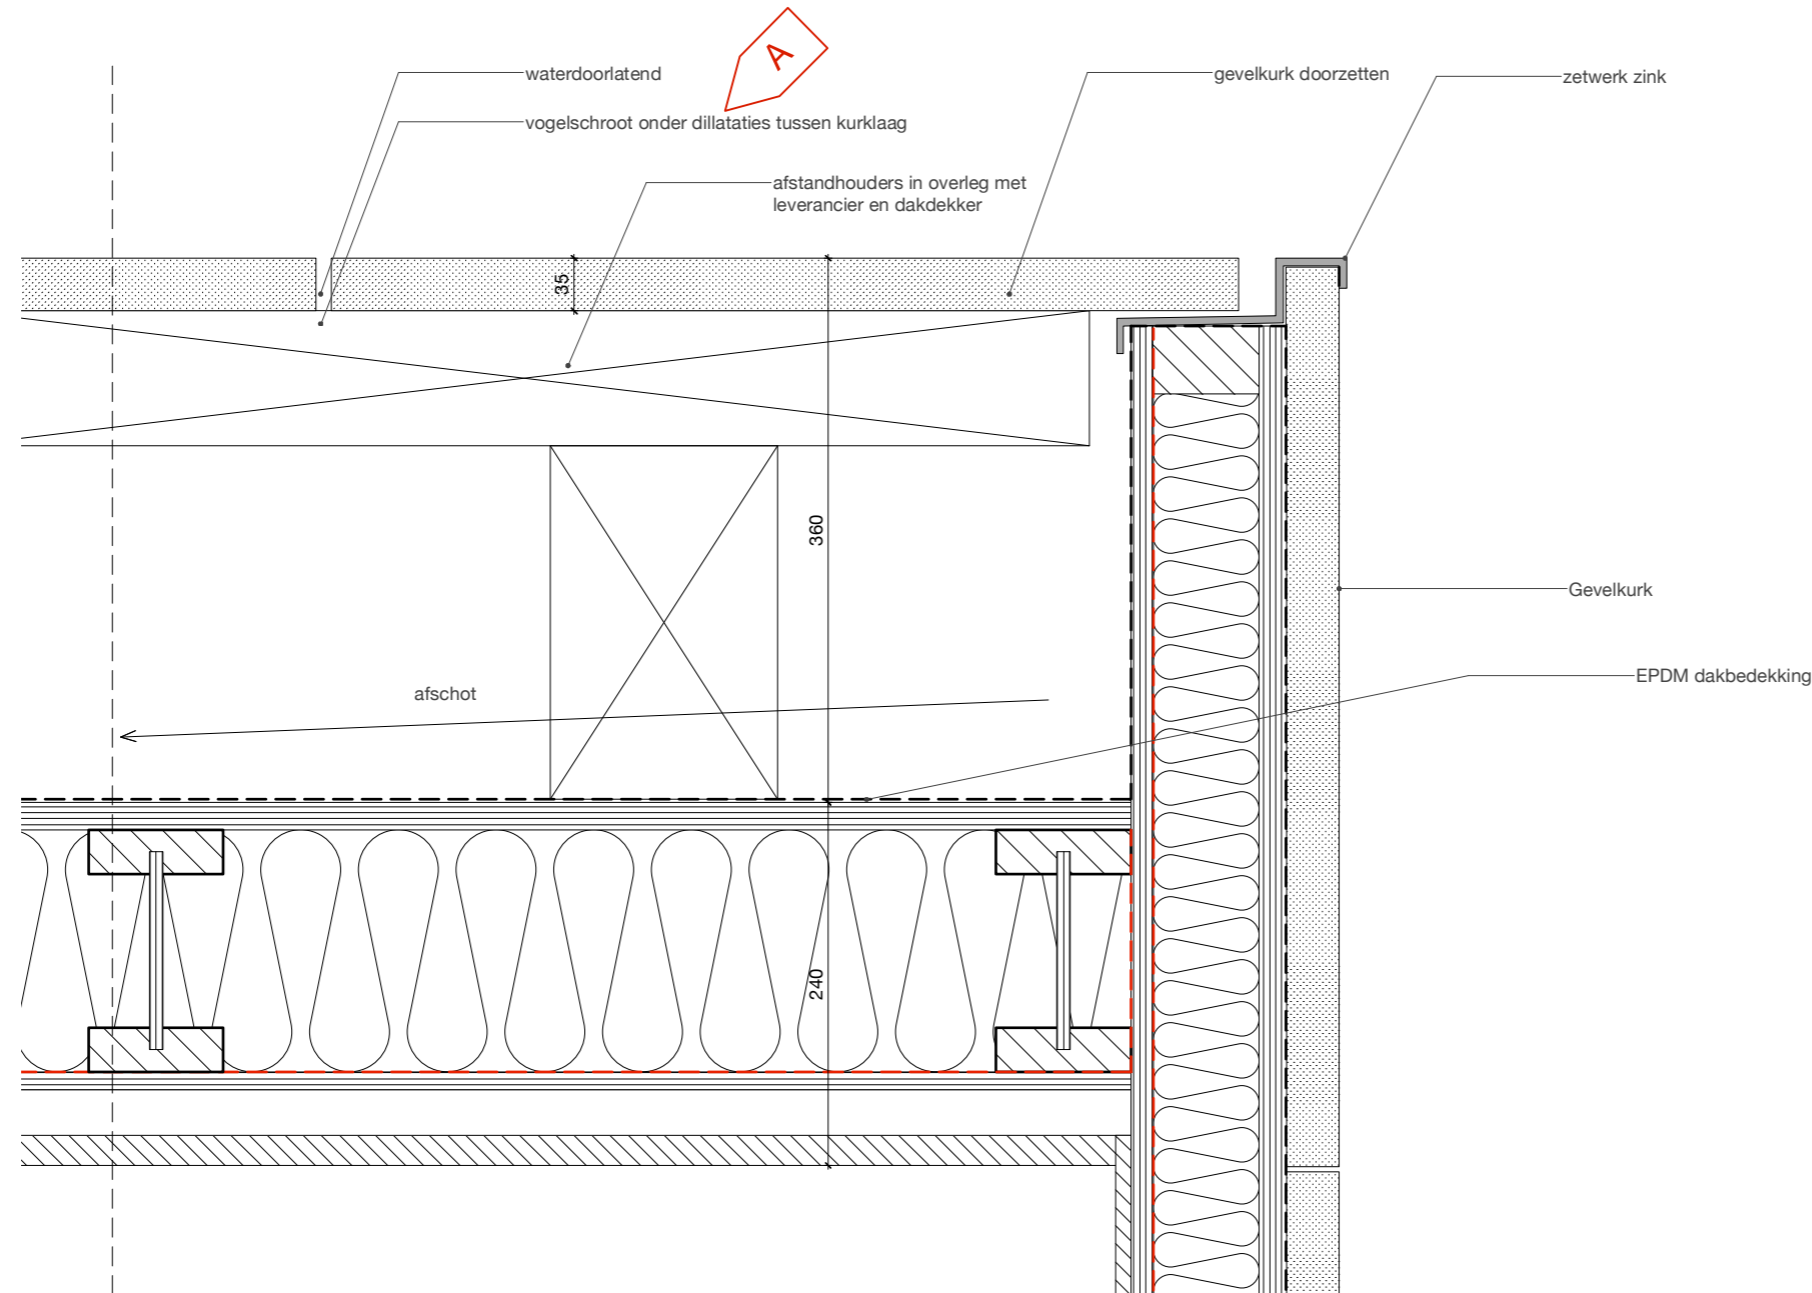 A
waterdoorlatend
gevelkurk doorzetten
zetwerk zink
vogelschroot onder dillataties tussen kurklaag
afstandhouders in overleg met
leverancier en dakdekker
35
360
Gevelkurk
EPDM dakbedekking
afschot
240